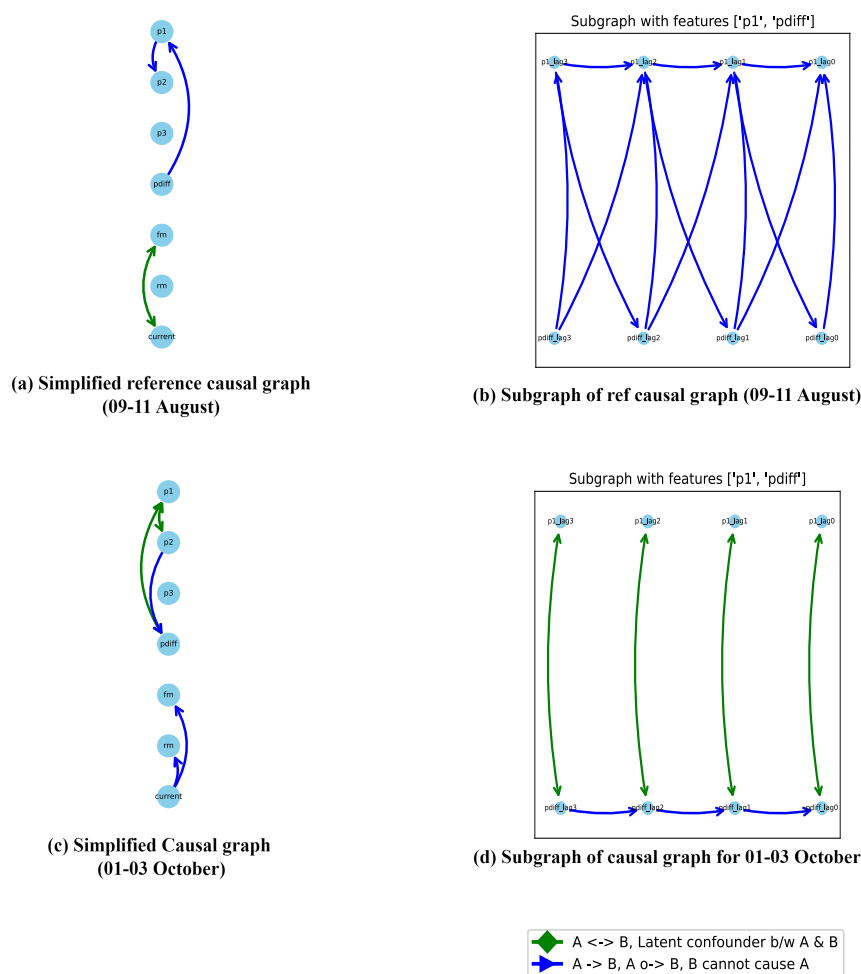 p1
p2
p3
pdiff
fm
rm
current
(a) Simplified reference causal graph
(09-11 August)
Subgraph with features ['p1', 'pdiff']
p1_lag3 p1_lag2 p1_lag1 p1_lag0
pdiff_lag3 pdiff_lag2 pdiff_lag1 pdiff_lag0
(b) Subgraph of ref causal graph (09-11 August)
p1
p2
p3
pdiff
fm
rm
current
(c) Simplified Causal graph
(01-03 October)
Subgraph with features ['p1', 'pdiff']
p1_lag3 p1_lag2 p1_lag1 p1_lag0
pdiff_lag3 pdiff_lag2 pdiff_lag1 pdiff_lag0
(d) Subgraph of causal graph for 01-03 October
A <-> B, Latent confounder b/w A & B
A -> B, A o-> B, B cannot cause A